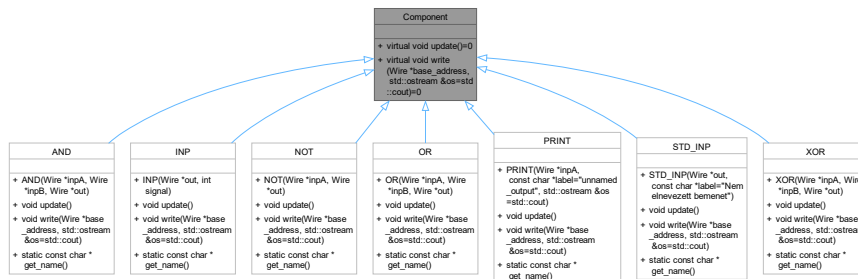 Component
+ virtual void update()=0
+ virtual void write
(Wire *base_address,
std::ostream &os=std
::cout)=0
AND
+ AND(Wire *inpA, Wire
*inpB, Wire *out)
+ void update()
+ void write(Wire *base
_address, std::ostream
&os=std::cout)
+ static const char *
get_name()
INP
+ INP(Wire *out, int
signal)
+ void update()
+ void write(Wire *base
_address, std::ostream
&os=std::cout)
+ static const char *
get_name()
NOT
+ NOT(Wire *inpA, Wire
*out)
+ void update()
+ void write(Wire *base
_address, std::ostream
&os=std::cout)
+ static const char *
get_name()
OR
+ OR(Wire *inpA, Wire
*inpB, Wire *out)
+ void update()
+ void write(Wire *base
_address, std::ostream
&os=std::cout)
+ static const char *
get_name()
PRINT
+ PRINT(Wire *inpA,
const char *label="unnamed
_output", std::ostream &os
=std::cout)
+ void update()
+ void write(Wire *base
_address, std::ostream
&os=std::cout)
+ static const char *
get_name()
STD_INP
+ STD_INP(Wire *out,
const char *label="Nem
elnevezett bemenet")
+ void update()
+ void write(Wire *base
_address, std::ostream
&os=std::cout)
+ static const char *
get_name()
XOR
+ XOR(Wire *inpA, Wire
*inpB, Wire *out)
+ void update()
+ void write(Wire *base
_address, std::ostream
&os=std::cout)
+ static const char *
get_name()